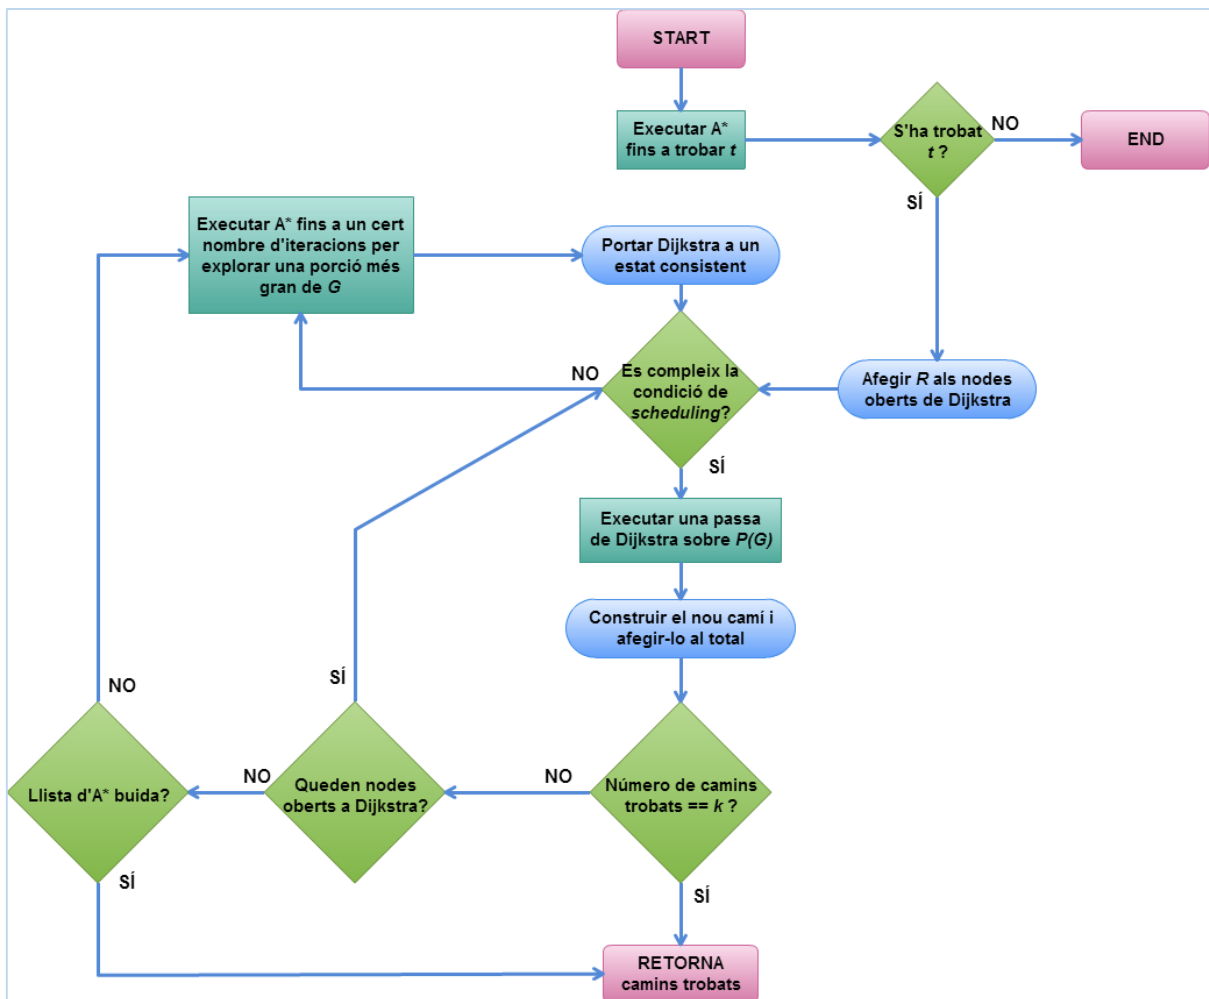 START
Executar A*
fins a trobar t
S'ha trobat
t ?
NO
END
SÍ
Executar A* fins a un cert
nombre d'iteracions per
explorar una porció més
gran de G
Portar Dijkstra a un
estat consistent
Es compleix la
condició de
scheduling?
NO
Afegir R als nodes
oberts de Dijkstra
SÍ
Executar una passa
de Dijkstra sobre P(G)
Construir el nou camí i
afegir-lo al total
SÍ
NO
Llista d'A* buida?
NO
Queden nodes
oberts a Dijkstra?
NO
Número de camins
trobats == k ?
SÍ
SÍ
RETORNA
camins trobats